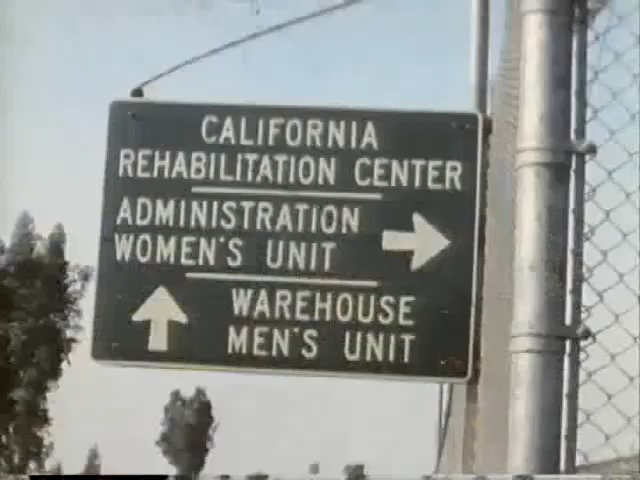 CALIFORNIA
REHABILITATION CENTER
ADMINISTRATION
WOMEN'S UNIT
WAREHOUSE
MEN'S UNIT